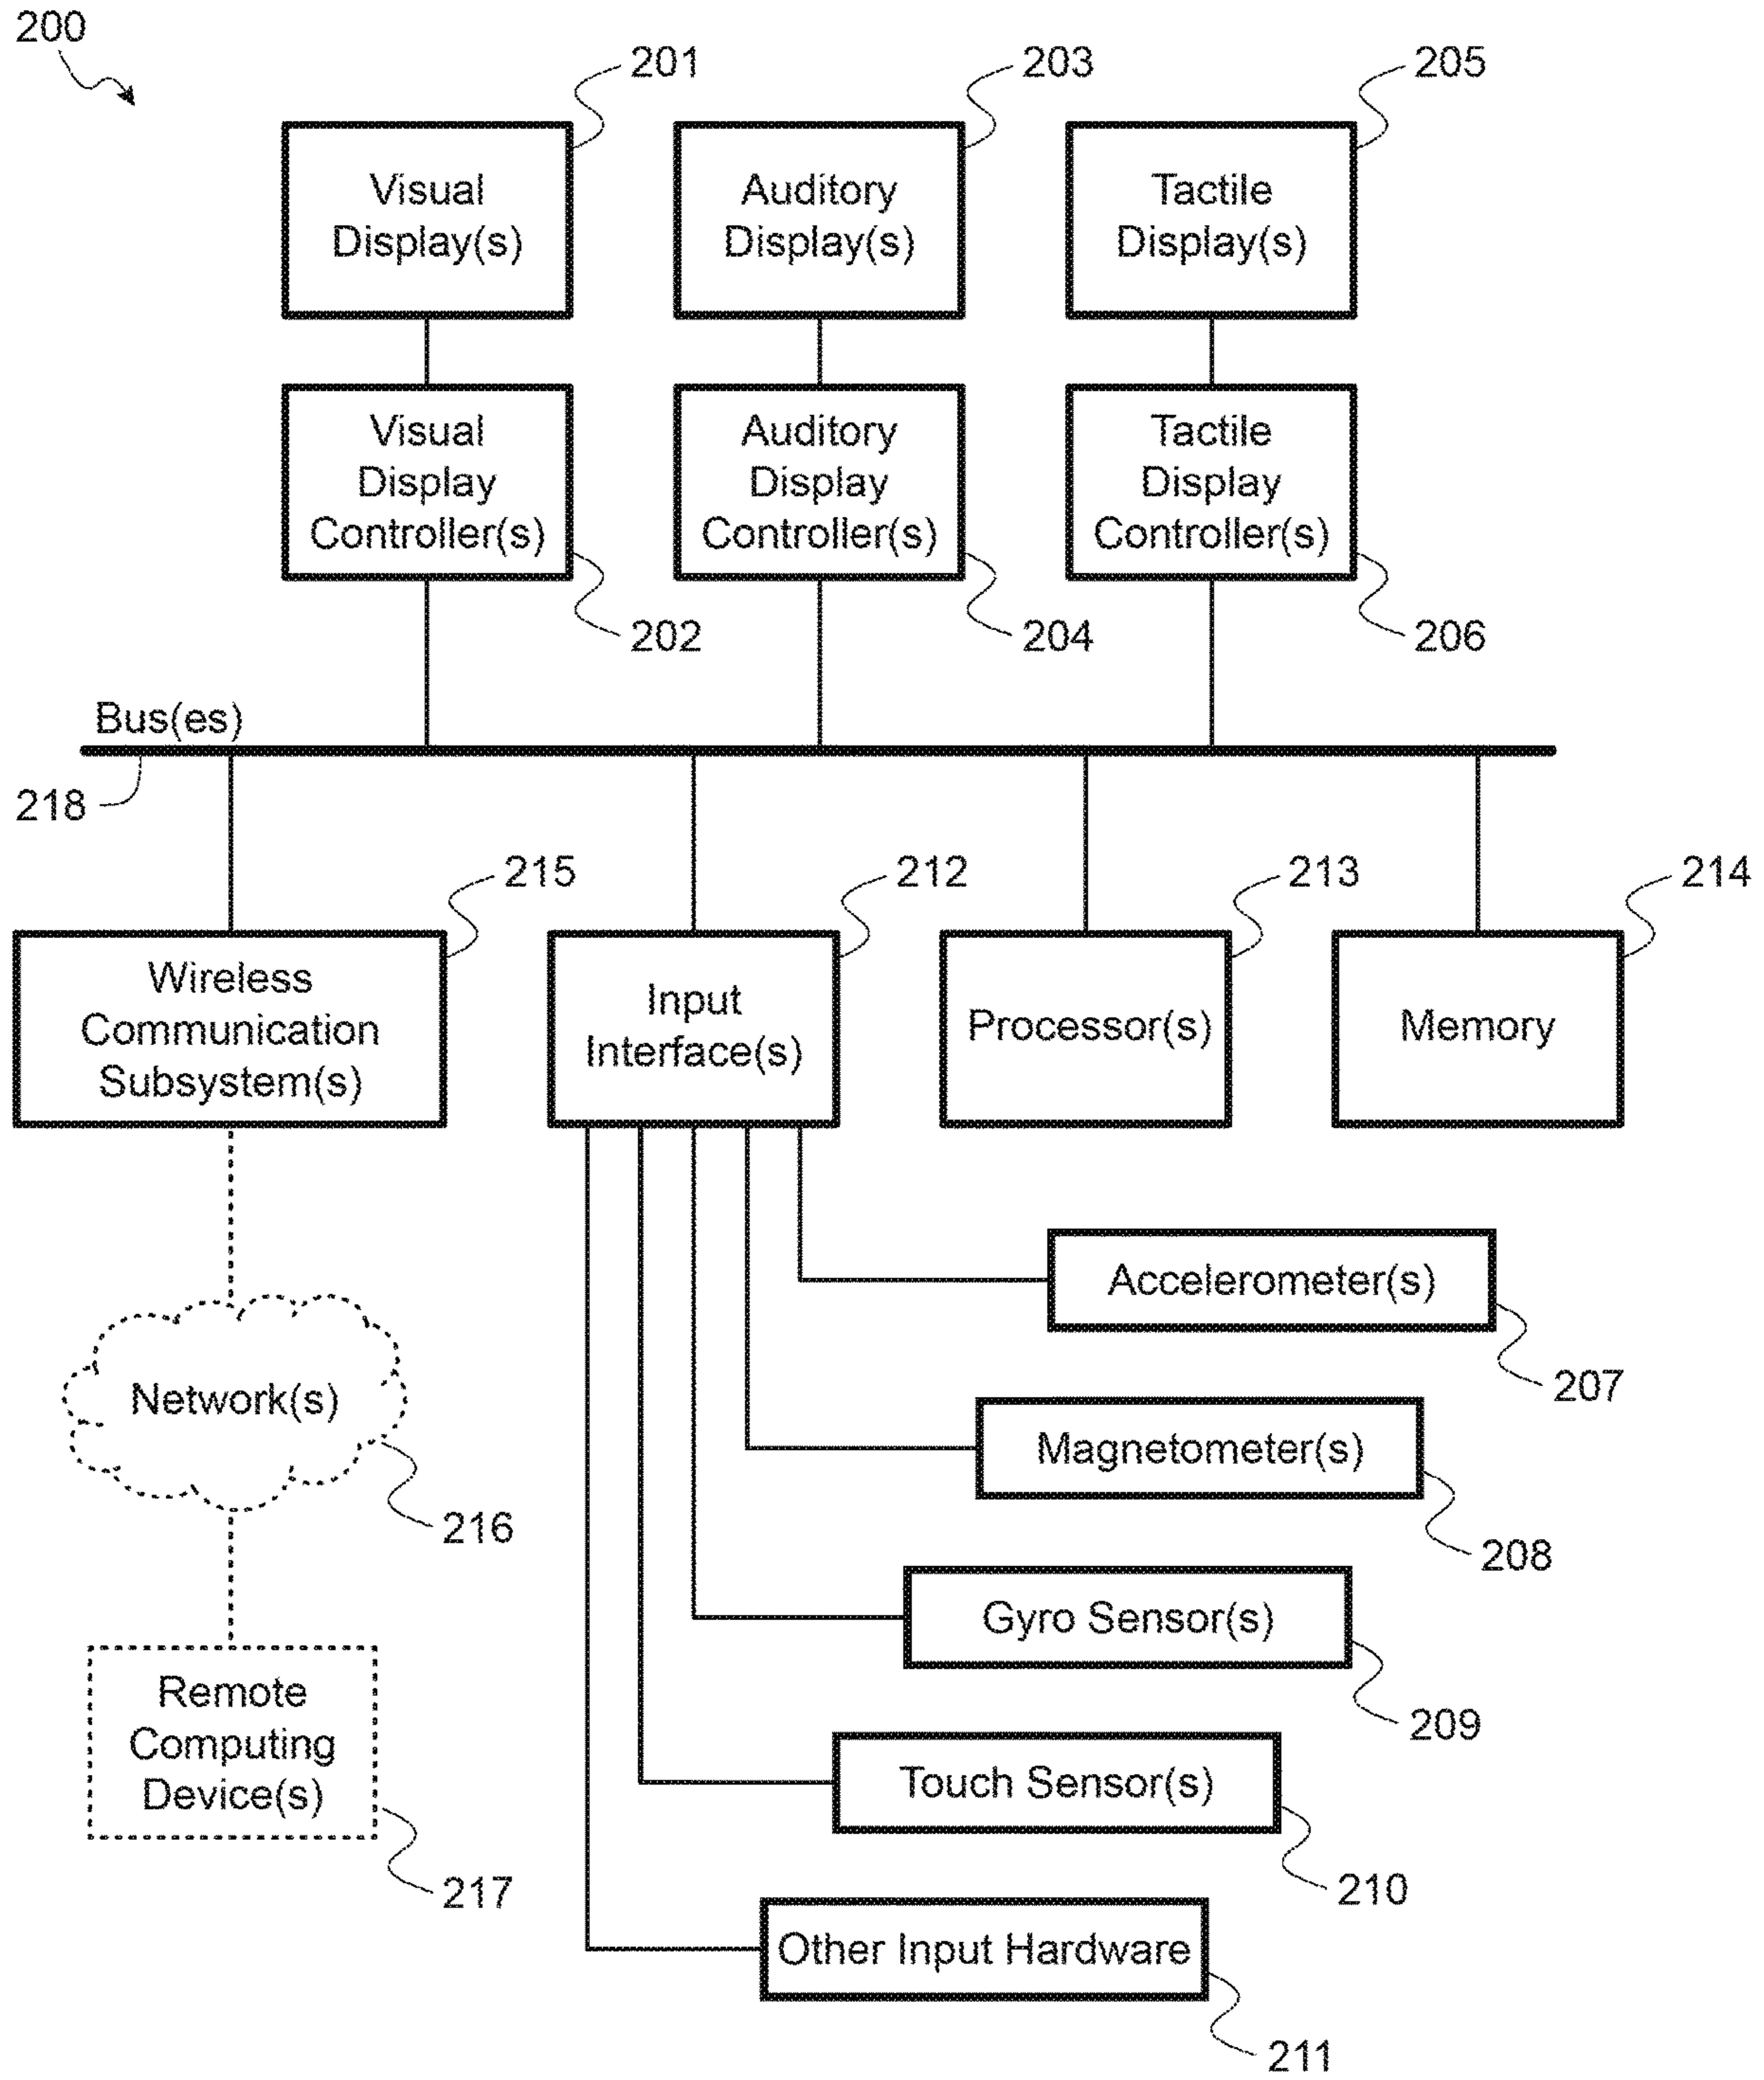 200
201
203
205
Visual
Display(s)
Auditory
Display(s)
Tactile
Display(s)
Visual
Display
Controller(s)
Auditory
Display
Controller(s)
Tactile
Display
Controller(s)
202
204
206
Bus(es)
218
215
212
213
214
Wireless
Communication
Subsystem(s)
Input
Interface(s)
Processor(s)
Memory
Accelerometer(s)
207
Network(s)
216
Magnetometer(s)
208
Gyro Sensor(s)
209
Remote
Computing
Device(s)
217
Touch Sensor(s)
210
Other Input Hardware
211